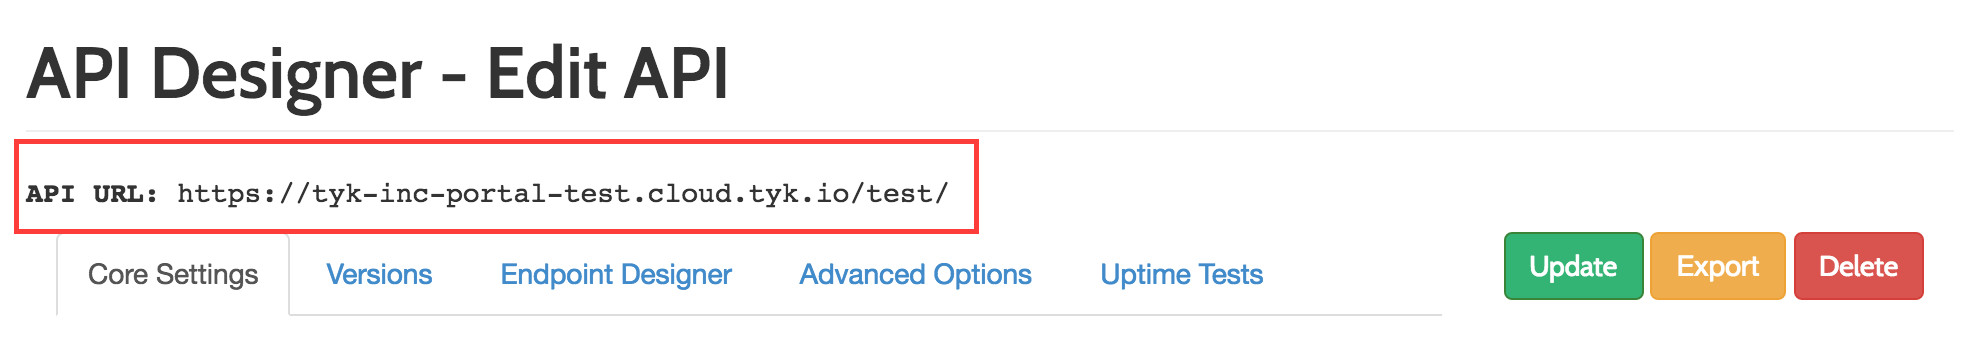 API Designer - Edit API
API URL: https://tyk-inc-portal-test.cloud.tyk.io/test/
Core Settings Versions Endpoint Designer Advanced Options Uptime Tests Update Export Delete